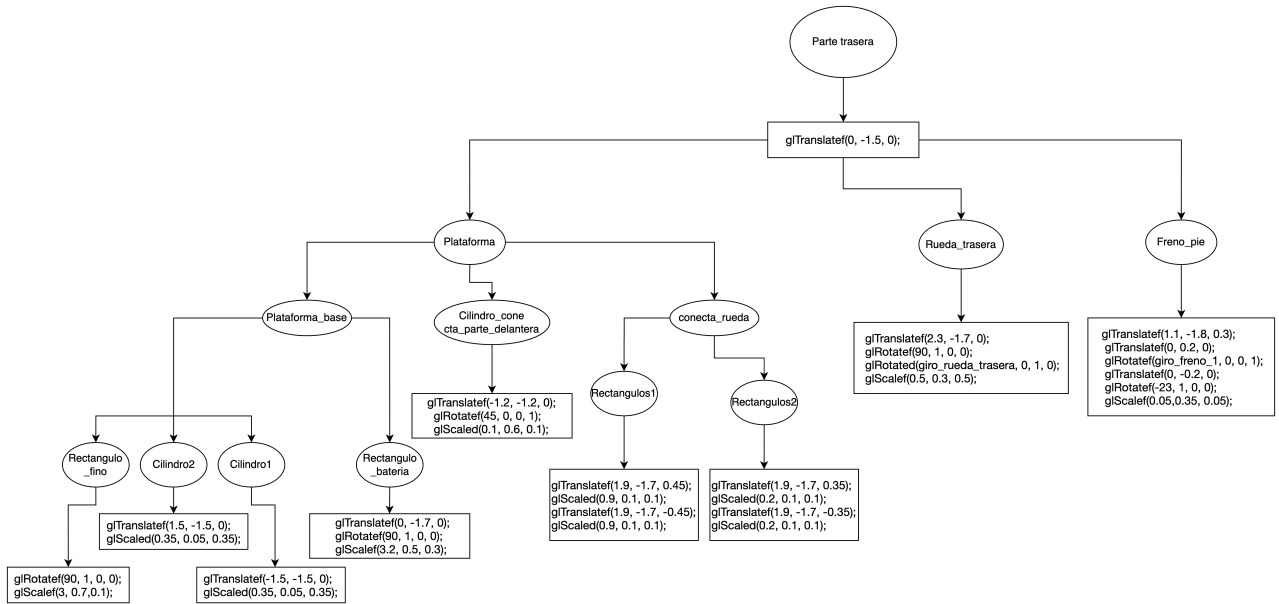 Parte trasera
glTranslatef(0, -1.5, 0);
Plataforma
Rueda_trasera
Freno_pie
Plataforma_base
Cilindro_cone
cta_parte_delantera
conecta_rueda
glTranslatef(2.3, -1.7, 0);
glRotatef(90, 1, 0, 0);
glRotated(giro_rueda_trasera, 0, 1, 0);
glScalef(0.5, 0.3, 0.5);
glTranslatef(1.1, -1.8, 0.3);
glTranslatef(0, 0.2, 0);
glRotatef(giro_freno_1, 0, 0, 1);
glTranslatef(0, -0.2, 0);
glRotatef(-23, 1, 0, 0);
glScalef(0.05,0.35, 0.05);
glTranslatef(-1.2, -1.2, 0);
glRotatef(45, 0, 0, 1);
glScaled(0.1, 0.6, 0.1);
Rectangulos1
Rectangulos2
Rectangulo
_fino
Cilindro2
Cilindro1
Rectangulo
_bateria
glTranslatef(1.9, -1.7, 0.45);
glScaled(0.9, 0.1, 0.1);
glTranslatef(1.9, -1.7, -0.45);
glScaled(0.9, 0.1, 0.1);
glTranslatef(1.9, -1.7, 0.35);
glScaled(0.2, 0.1, 0.1);
glTranslatef(1.9, -1.7, -0.35);
glScaled(0.2, 0.1, 0.1);
glTranslatef(1.5, -1.5, 0);
glScaled(0.35, 0.05, 0.35);
glTranslatef(0, -1.7, 0);
glRotatef(90, 1, 0, 0);
glScalef(3.2, 0.5, 0.3);
glRotatef(90, 1, 0, 0);
glScalef(3, 0.7,0.1);
glTranslatef(-1.5, -1.5, 0);
glScaled(0.35, 0.05, 0.35);